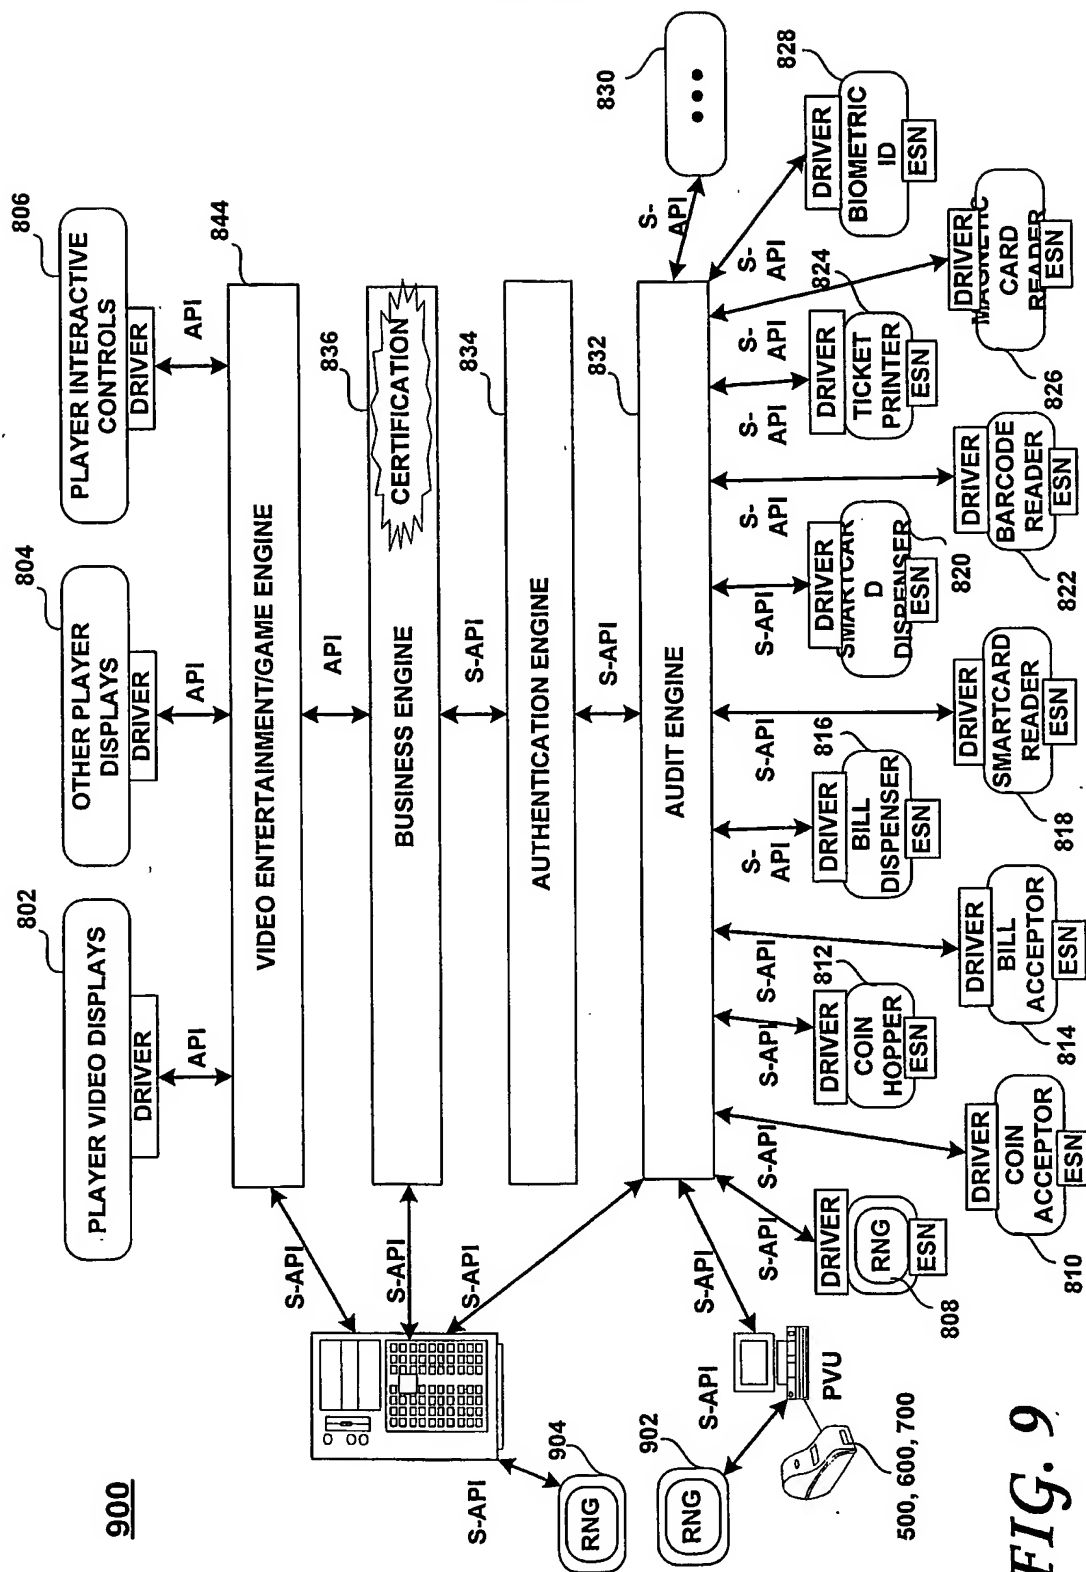 900
802
PLAYER VIDEO DISPLAYS
DRIVER
API
804
OTHER PLAYER
DISPLAYS
DRIVER
API
806
PLAYER INTERACTIVE
CONTROLS
DRIVER
API
844
VIDEO ENTERTAINMENT/GAME ENGINE
API
836
BUSINESS ENGINE
CERTIFICATION
S-API
834
AUTHENTICATION ENGINE
S-API
832
AUDIT ENGINE
S-API
S-API
S-API
S-API
RNG
904
RNG
902
S-API
S-API
PVU
500, 600, 700
S-API
DRIVER
RNG
ESN
808
S-API
DRIVER
COIN
ACCEPTOR
ESN
810
S-API
812
DRIVER
COIN
HOPPER
ESN
S-API
DRIVER
BILL
ACCEPTOR
ESN
814
S-
API
816
DRIVER
BILL
DISPENSER
ESN
S-API
DRIVER
SMARTCARD
READER
ESN
818
S-API
DRIVER
SMARTCAR
D
DISPENSER
ESN
820
S-
API
DRIVER
BARCODE
READER
ESN
822
S-
API
824
DRIVER
TICKET
PRINTER
ESN
S-
API
DRIVER
MAGNETIC
CARD
READER
ESN
826
S-
API
828
DRIVER
BIOMETRIC
ID
ESN
S-
API
830
FIG. 9